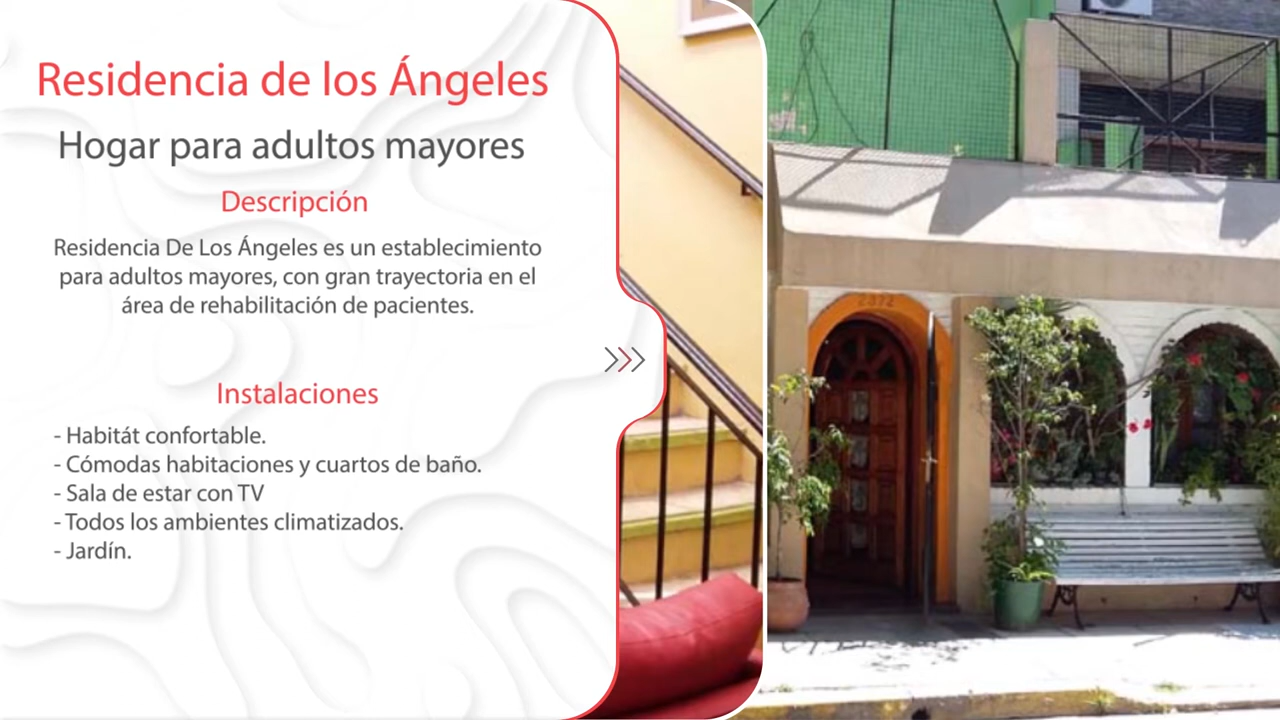 Residencia de los Ángeles
Hogar para adultos mayores
Descripción
Residencia De Los Ángeles es un establecimiento
para adultos mayores, con gran trayectoria en el
área de rehabilitación de pacientes.
Instalaciones
- Habitát confortable.
- Cómodas habitaciones y cuartos de baño.
- Sala de estar con TV
- Todos los ambientes climatizados.
- Jardín.